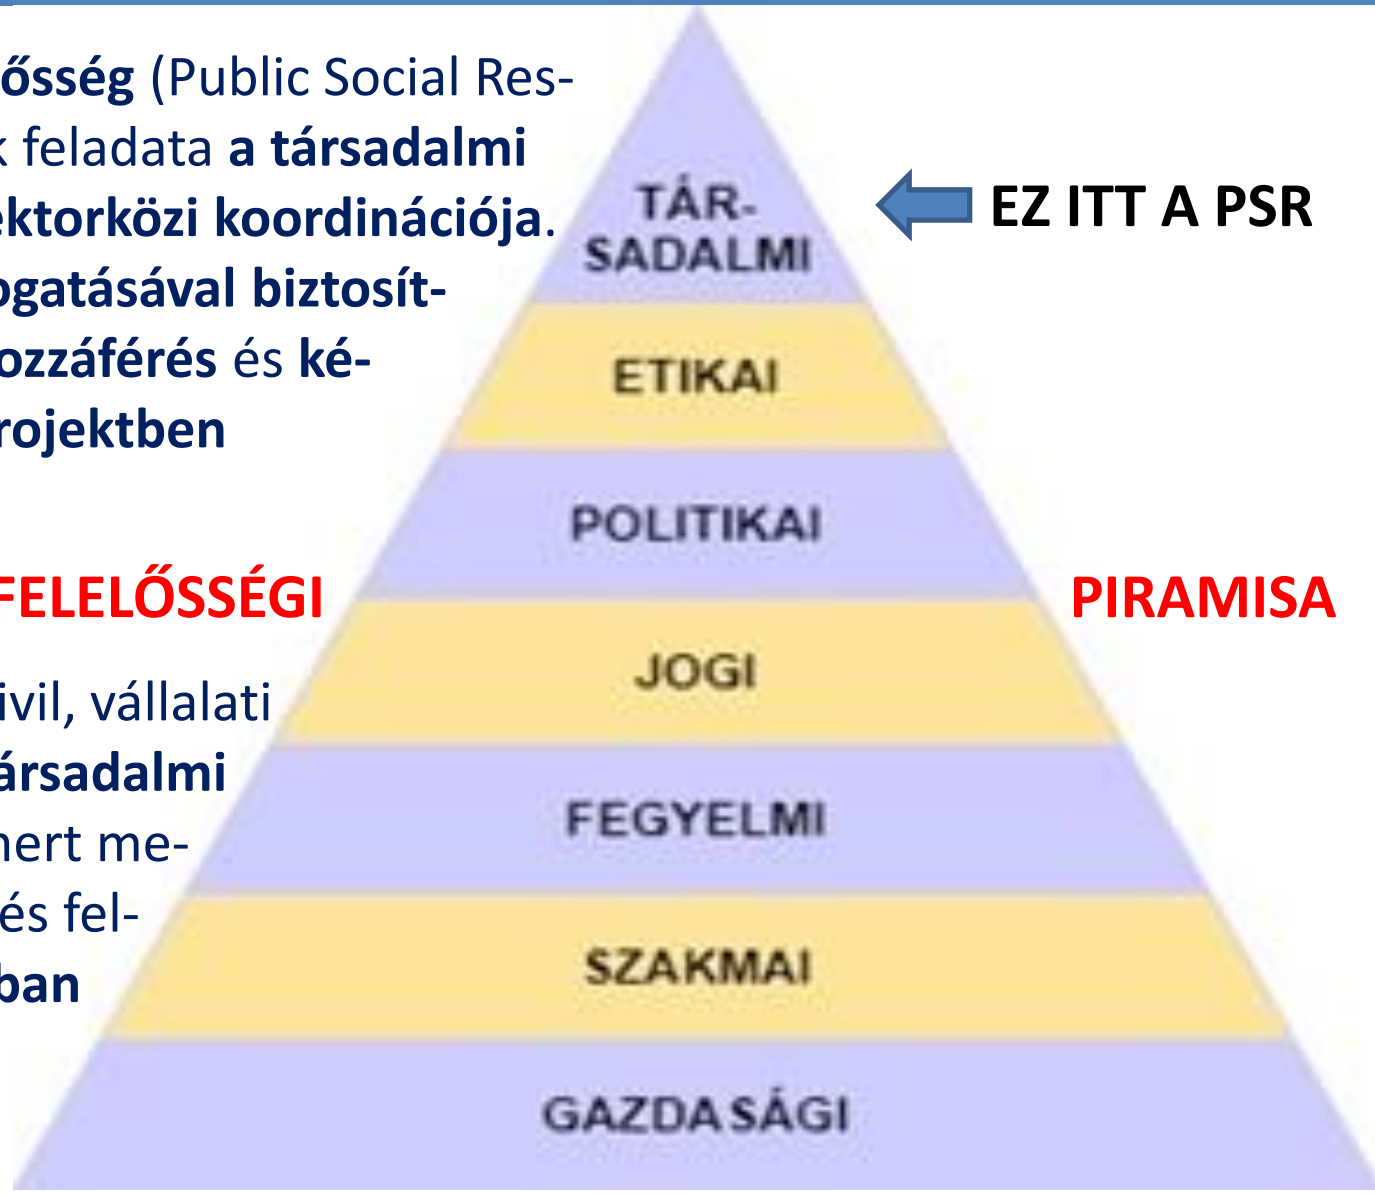 ősség (Public Social Res-
k feladata a társadalmi
ektorközi koordinációja.
ogatásával biztosít-
ozzáférés és ké-
rojektben
TÁR-
SADALMI
EZ ITT A PSR
ETIKAI
POLITIKAI
FELELŐSSÉGI
PIRAMISA
JOGI
ivil, vállalati
ársadalmi
mert me-
és fel-
ban
FEGYELMI
SZAKMAI
GAZDASÁGI